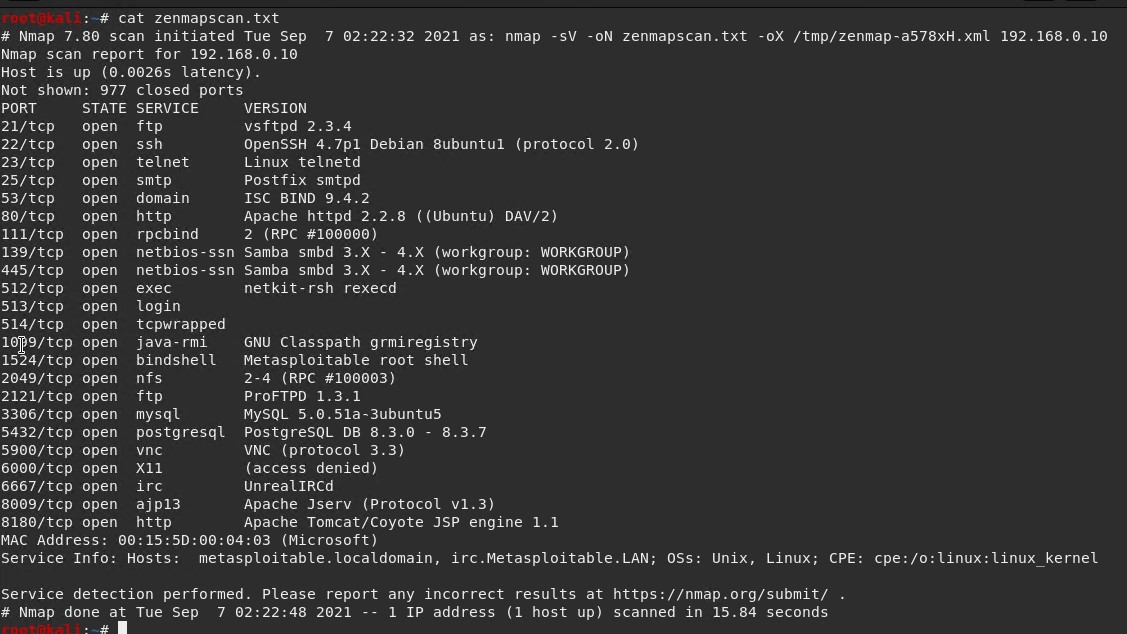 root@kali:~# cat zenmapscan.txt
# Nmap 7.80 scan initiated Tue Sep  7 02:22:32 2021 as: nmap -sV -oN zenmapscan.txt -oX /tmp/zenmap-a578xH.xml 192.168.0.10
Nmap scan report for 192.168.0.10
Host is up (0.0026s latency).
Not shown: 977 closed ports
PORT     STATE SERVICE     VERSION
21/tcp   open  ftp         vsftpd 2.3.4
22/tcp   open  ssh         OpenSSH 4.7p1 Debian 8ubuntu1 (protocol 2.0)
23/tcp   open  telnet      Linux telnetd
25/tcp   open  smtp        Postfix smtpd
53/tcp   open  domain      ISC BIND 9.4.2
80/tcp   open  http        Apache httpd 2.2.8 ((Ubuntu) DAV/2)
111/tcp  open  rpcbind     2 (RPC #100000)
139/tcp  open  netbios-ssn Samba smbd 3.X - 4.X (workgroup: WORKGROUP)
445/tcp  open  netbios-ssn Samba smbd 3.X - 4.X (workgroup: WORKGROUP)
512/tcp  open  exec        netkit-rsh rexecd
513/tcp  open  login
514/tcp  open  tcpwrapped
1099/tcp open  java-rmi    GNU Classpath grmiregistry
1524/tcp open  bindshell   Metasploitable root shell
2049/tcp open  nfs         2-4 (RPC #100003)
2121/tcp open  ftp         ProFTPD 1.3.1
3306/tcp open  mysql       MySQL 5.0.51a-3ubuntu5
5432/tcp open  postgresql  PostgreSQL DB 8.3.0 - 8.3.7
5900/tcp open  vnc         VNC (protocol 3.3)
6000/tcp open  X11         (access denied)
6667/tcp open  irc         UnrealIRCd
8009/tcp open  ajp13       Apache Jserv (Protocol v1.3)
8180/tcp open  http        Apache Tomcat/Coyote JSP engine 1.1
MAC Address: 00:15:5D:00:04:03 (Microsoft)
Service Info: Hosts:  metasploitable.localdomain, irc.Metasploitable.LAN; OSs: Unix, Linux; CPE: cpe:/o:linux:linux_kernel
Service detection performed. Please report any incorrect results at https://nmap.org/submit/ .
# Nmap done at Tue Sep  7 02:22:48 2021 -- 1 IP address (1 host up) scanned in 15.84 seconds
root@kali:~#